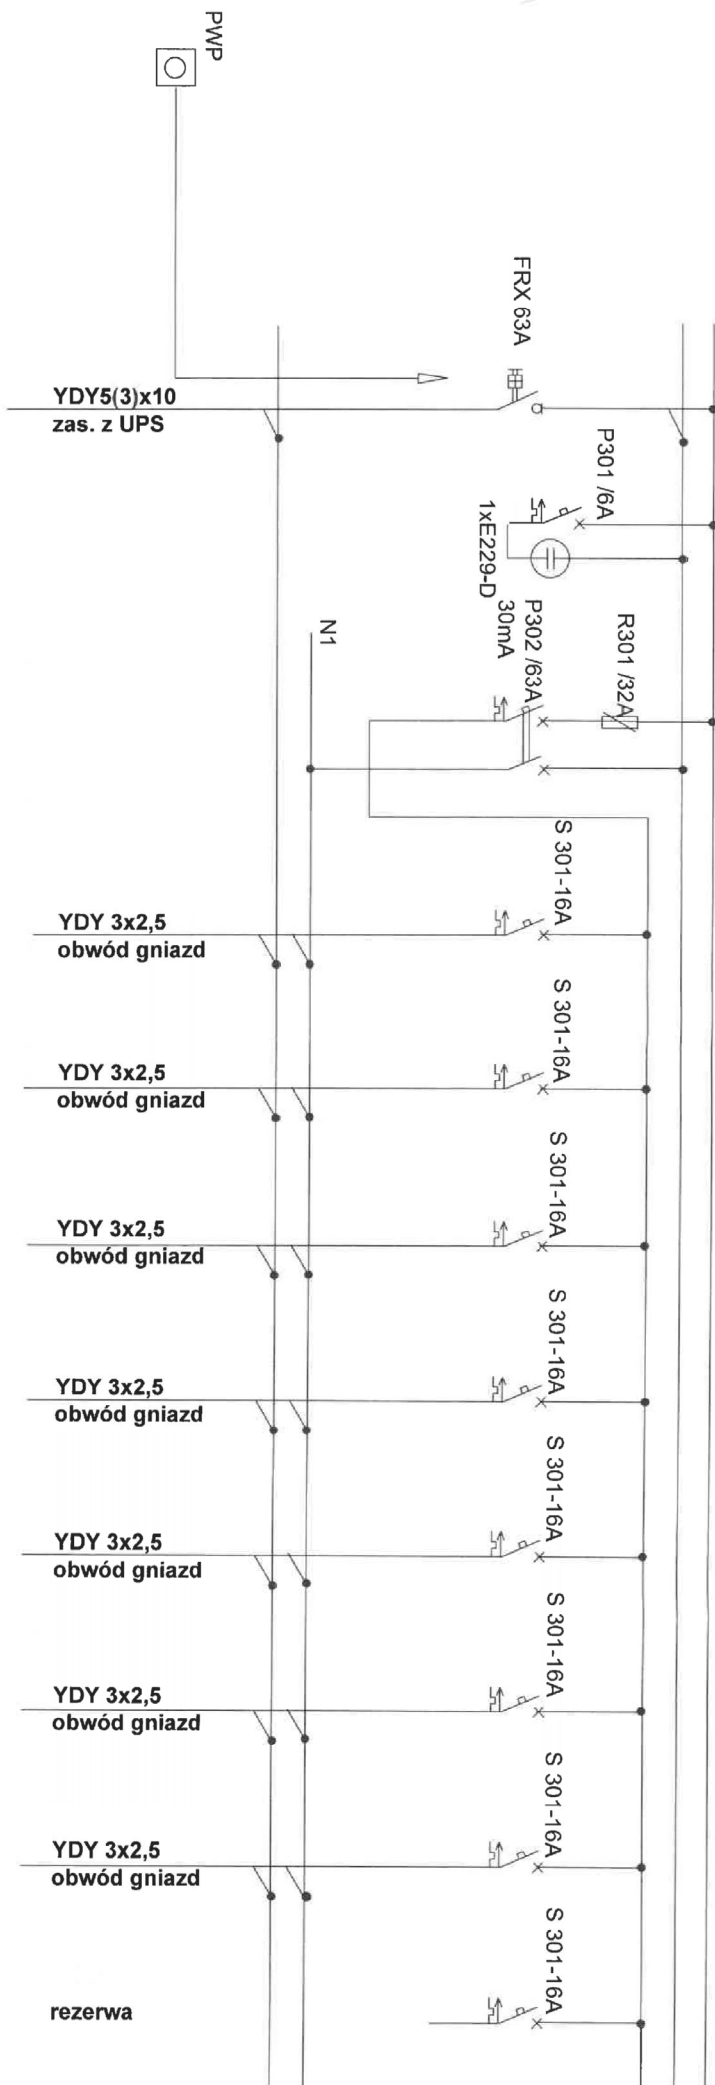 PWP
FRX 63A
YDY5(3)x10
zas. z UPS
P301 /6A
1xE229-D
R301 /32A
P302 /63A
30mA
N1
S 301-16A
YDY 3x2,5
obwód gniazd
S 301-16A
YDY 3x2,5
obwód gniazd
S 301-16A
YDY 3x2,5
obwód gniazd
S 301-16A
YDY 3x2,5
obwód gniazd
S 301-16A
YDY 3x2,5
obwód gniazd
S 301-16A
YDY 3x2,5
obwód gniazd
S 301-16A
YDY 3x2,5
obwód gniazd
S 301-16A
rezerwa